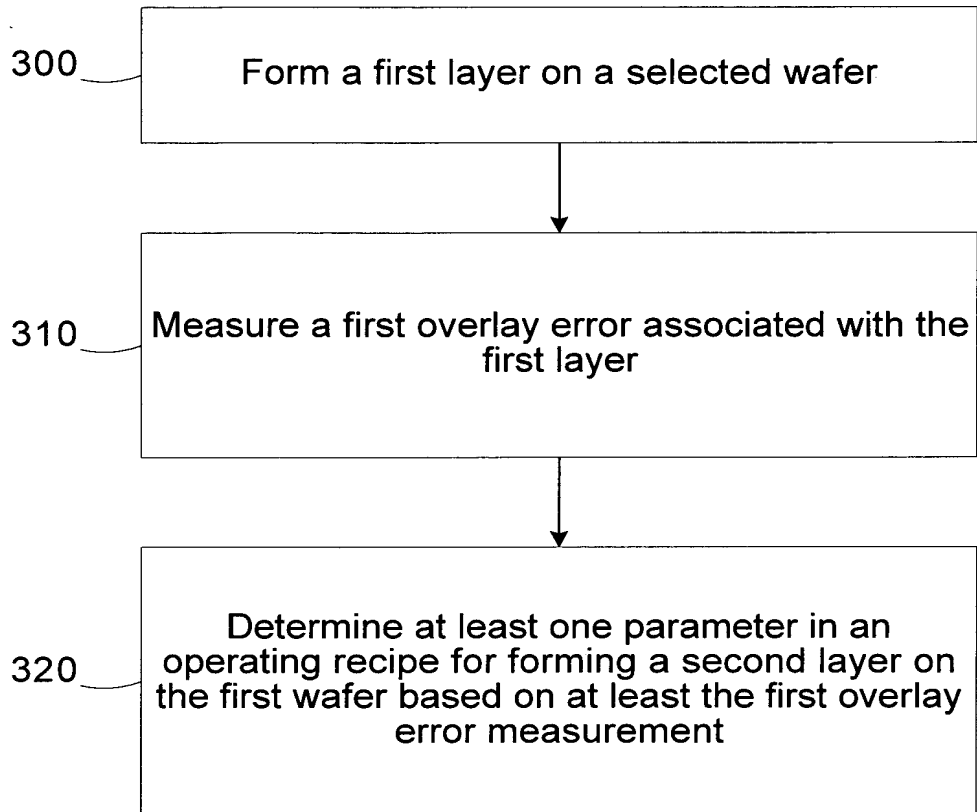 300
Form a first layer on a selected wafer
310
Measure a first overlay error associated with the
first layer
320
Determine at least one parameter in an
operating recipe for forming a second layer on
the first wafer based on at least the first overlay
error measurement